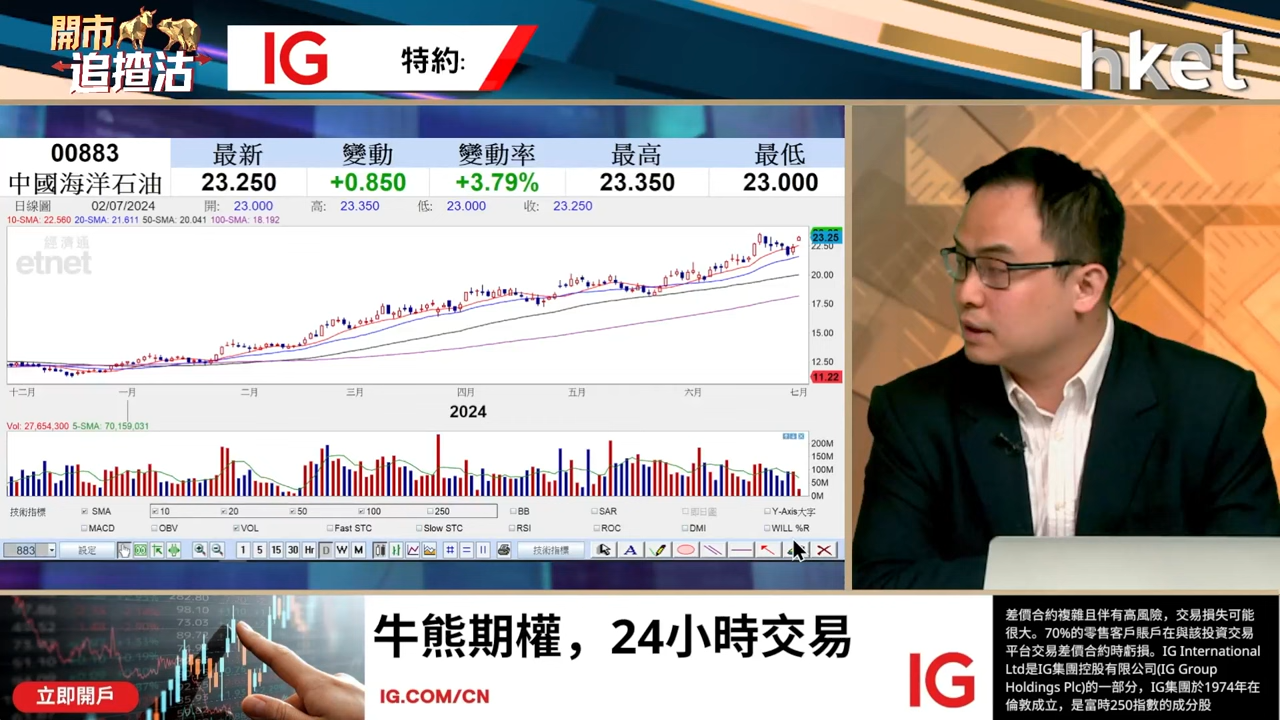 開市
追揸沽
IG
特約:
hket
00883
最新
變動
變動率
最高
最低
中國海洋石油
23.250
+0.850
+3.79%
23.350
23.000
日線圖
02/07/2024
開:
23.000
高:
23.350
低:
23.000
收:
23.250
10-SMA: 22.560 20-SMA: 21.611 50-SMA: 20.041 100-SMA: 18.192
經濟通
etnet
23.25
22.50
20.00
17.50
15.00
12.50
11.22
十二月
一月
二月
三月
四月
五月
六月
七月
2024
Vol: 27,654,300 5-SMA: 70,159,031
200M
150M
100M
50M
0M
技術指標
SMA
10
20
50
100
250
BB
SAR
Y-Axis大字
MACD
OBV
VOL
Fast STC
Slow STC
RSI
ROC
DMI
WILL %R
883
設定
1
5
15
30
Hr
D
W
M
技術指標
A
立即開戶
牛熊期權，24小時交易
IG.COM/CN
IG
差價合約複雜且伴有高風險，交易損失可能
很大。70%的零售客戶賬戶在與該投資交易
平台交易差價合約時虧損。IG International
Ltd是IG集團控股有限公司(IG Group
Holdings Plc)的一部分，IG集團於1974年在
倫敦成立，是富時250指數的成分股